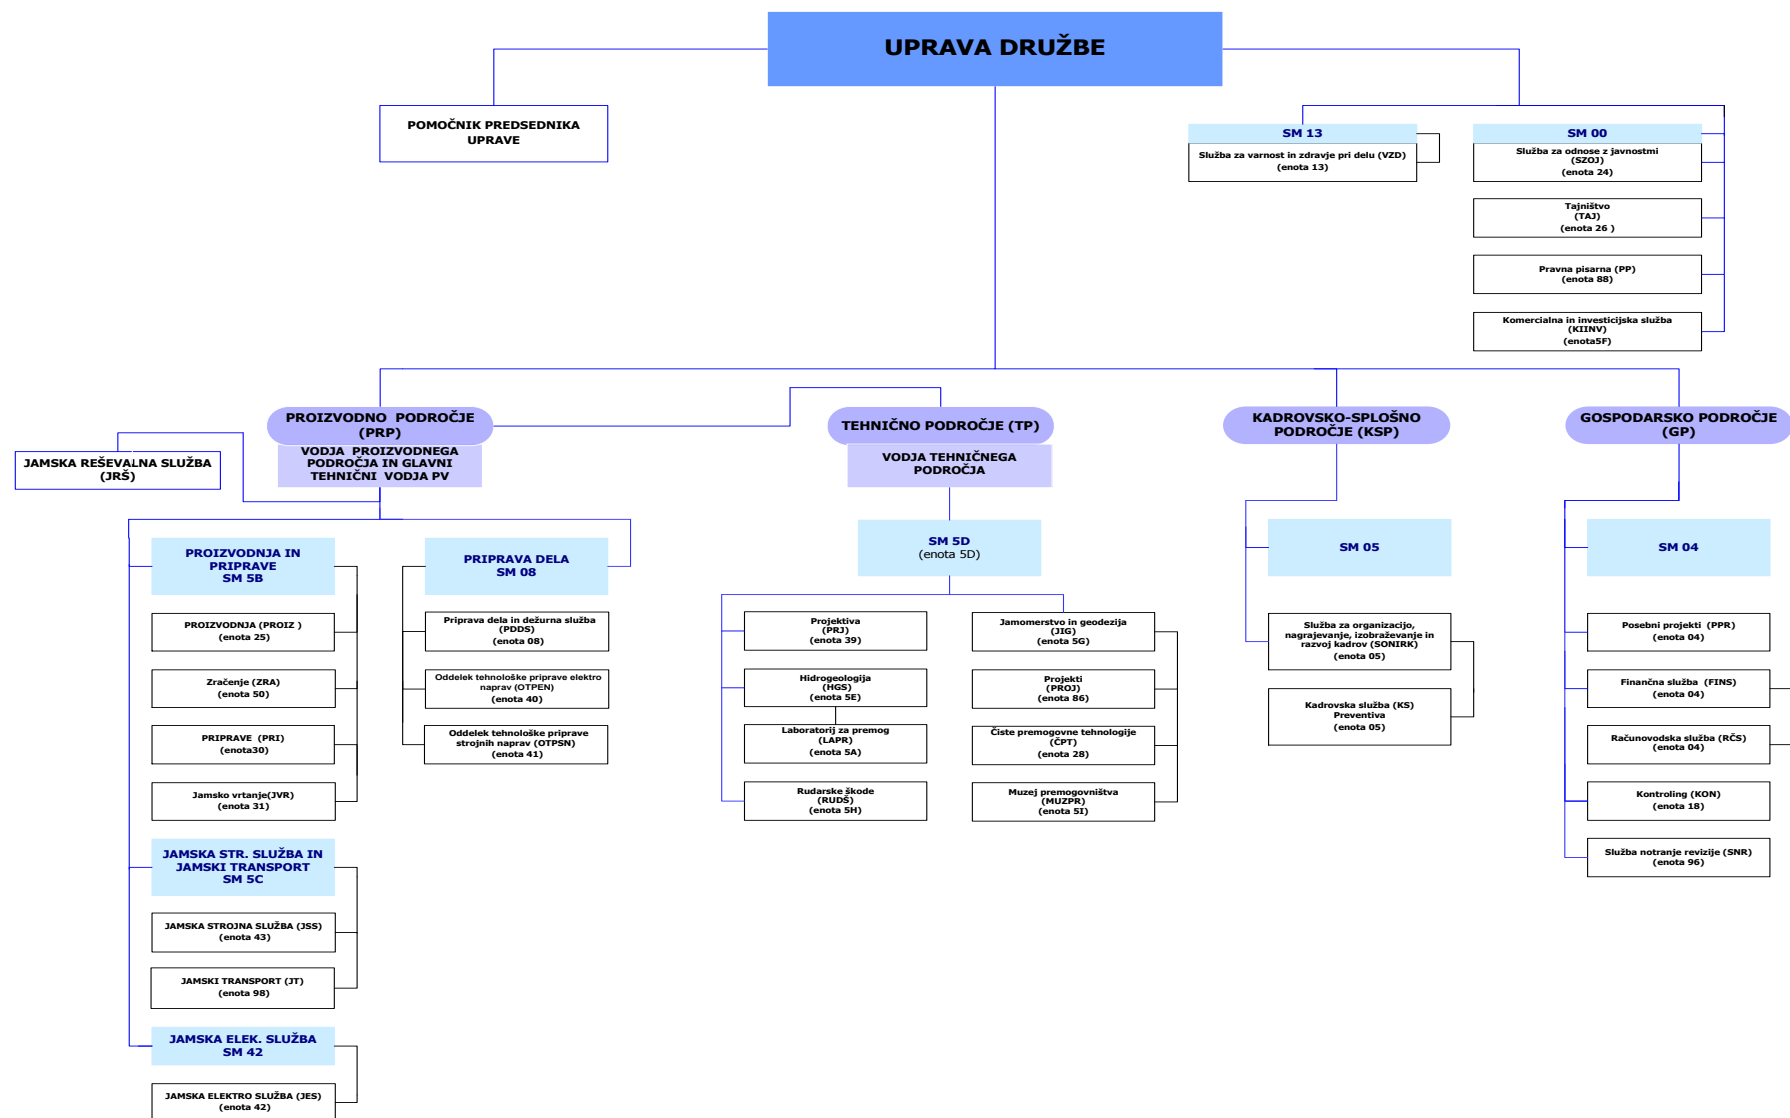 UPRAVA DRUŽBE
POMOČNIK PREDSEDNIKA
UPRAVE
SM 13
Služba za varnost in zdravje pri delu (VZD)
(enota 13)
SM 00
Služba za odnose z javnostmi
(SZOJ)
(enota 24)
Tajništvo
(TAJ)
(enota 26 )
Pravna pisarna (PP)
(enota 88)
Komercialna in investicijska služba
(KIINV)
(enota5F)
PROIZVODNO  PODROČJE
(PRP)
VODJA  PROIZVODNEGA
PODROČJA IN GLAVNI
TEHNIČNI  VODJA PV
JAMSKA REŠEVALNA SLUŽBA
(JRŠ)
TEHNIČNO PODROČJE (TP)
VODJA TEHNIČNEGA
PODROČJA
KADROVSKO-SPLOŠNO
PODROČJE (KSP)
GOSPODARSKO PODROČJE
(GP)
PROIZVODNJA IN
PRIPRAVE
SM 5B
PROIZVODNJA (PROIZ )
(enota 25)
Zračenje (ZRA)
(enota 50)
PRIPRAVE  (PRI)
(enota30)
Jamsko vrtanje(JVR)
(enota 31)
JAMSKA STR. SLUŽBA IN
JAMSKI TRANSPORT
SM 5C
JAMSKA STROJNA SLUŽBA (JSS)
(enota 43)
JAMSKI TRANSPORT (JT)
(enota 98)
JAMSKA ELEK. SLUŽBA
SM 42
JAMSKA ELEKTRO SLUŽBA (JES)
(enota 42)
PRIPRAVA DELA
SM 08
Priprava dela in dežurna služba
(PDDS)
(enota 08)
Oddelek tehnološke priprave elektro
naprav (OTPEN)
(enota 40)
Oddelek tehnološke priprave
strojnih naprav (OTPSN)
(enota 41)
SM 5D
(enota 5D)
Projektiva
(PRJ)
(enota 39)
Hidrogeologija
(HGS)
(enota 5E)
Laboratorij za premog
(LAPR)
(enota 5A)
Rudarske škode
(RUDŠ)
(enota 5H)
Jamomerstvo in geodezija
(JIG)
(enota 5G)
Projekti
(PROJ)
(enota 86)
Čiste premogovne tehnologije
(ČPT)
(enota 28)
Muzej premogovništva
(MUZPR)
(enota 5I)
SM 05
Služba za organizacijo,
nagrajevanje, izobraževanje in
razvoj kadrov (SONIRK)
(enota 05)
Kadrovska služba (KS)
Preventiva
(enota 05)
SM 04
Posebni projekti  (PPR)
(enota 04)
Finančna služba  (FINS)
(enota 04)
Računovodska služba (RČS)
(enota 04)
Kontroling (KON)
(enota 18)
Služba notranje revizije (SNR)
(enota 96)